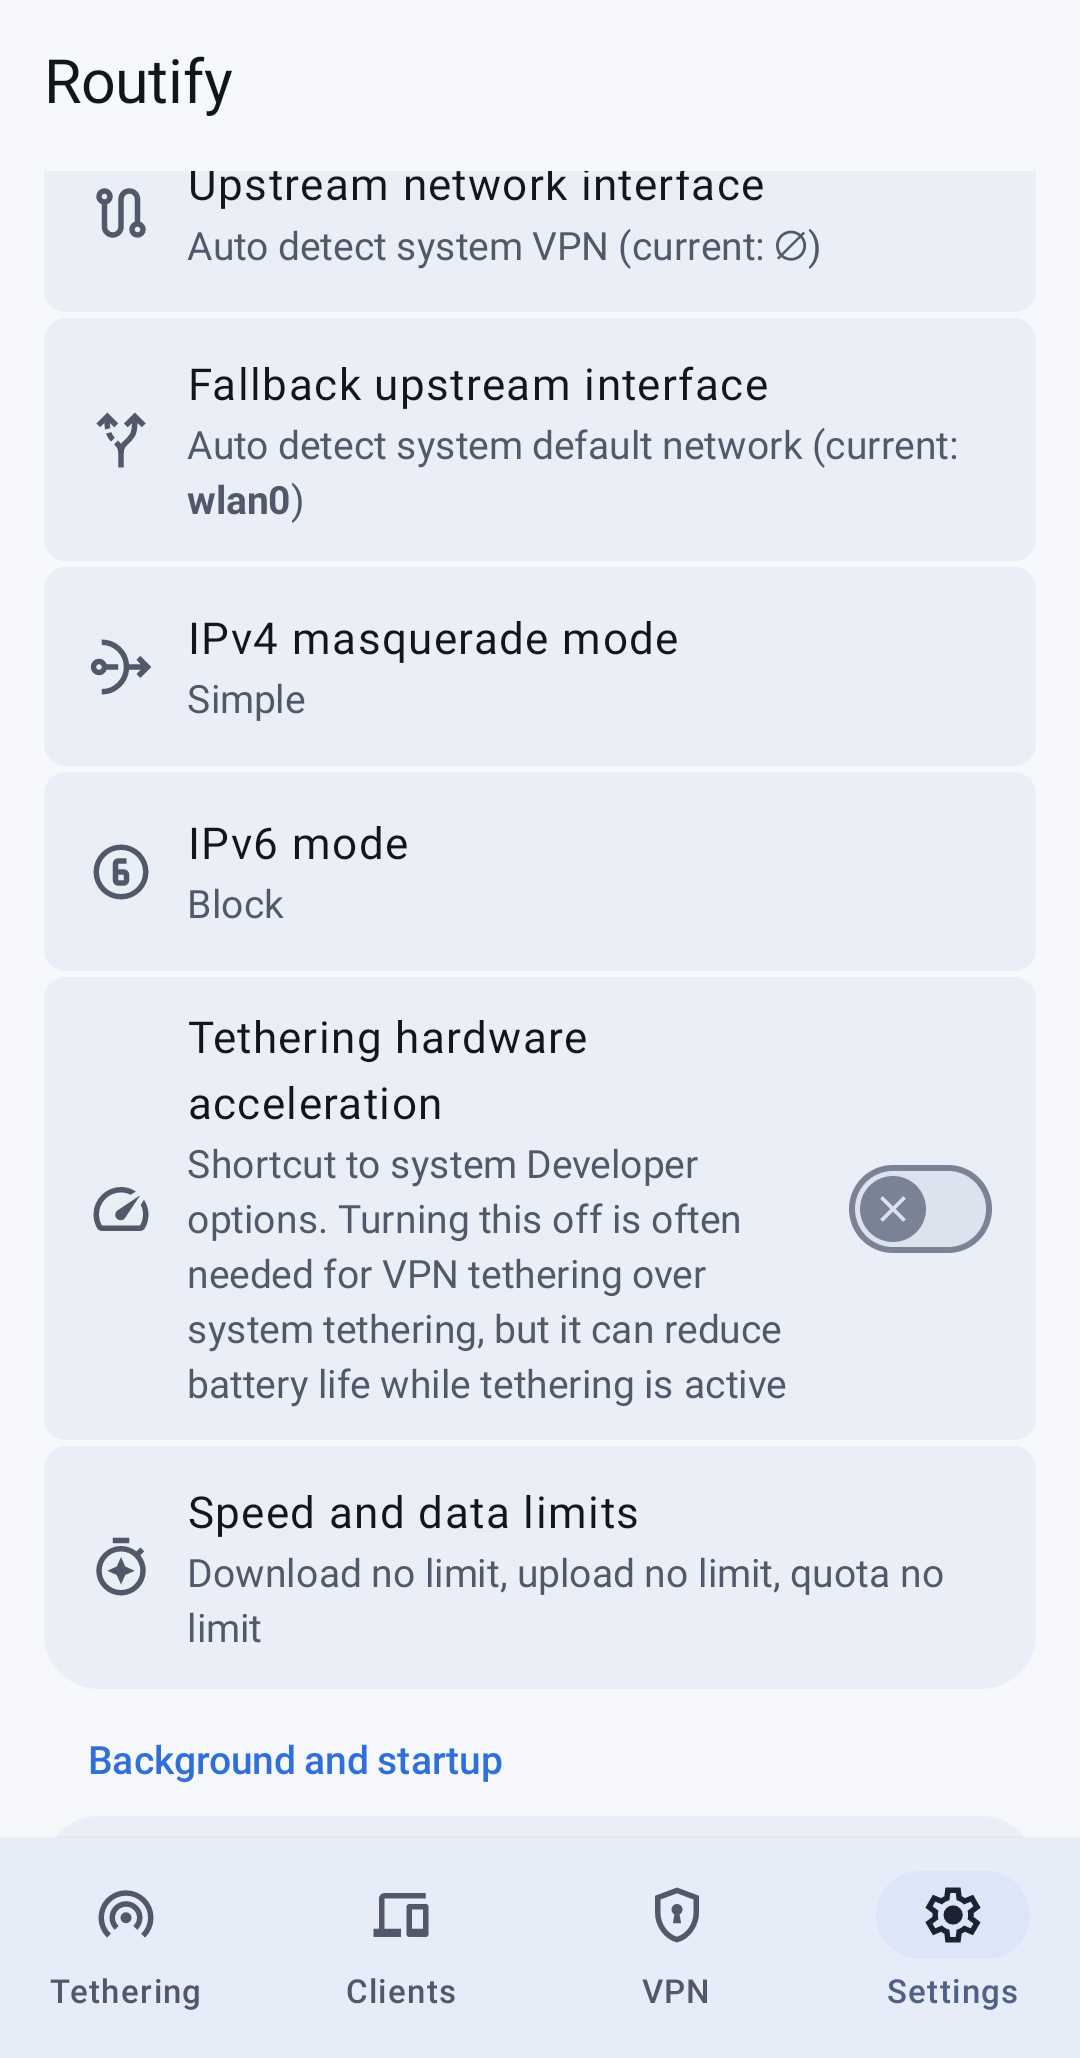 Routify
Upstream network interface
Auto detect system VPN (current: ∅)
Fallback upstream interface
Auto detect system default network (current:
wlan0)
IPv4 masquerade mode
Simple
IPv6 mode
Block
Tethering hardware
acceleration
Shortcut to system Developer
options. Turning this off is often
needed for VPN tethering over
system tethering, but it can reduce
battery life while tethering is active
Speed and data limits
Download no limit, upload no limit, quota no
limit
Background and startup
Tethering
Clients
VPN
Settings